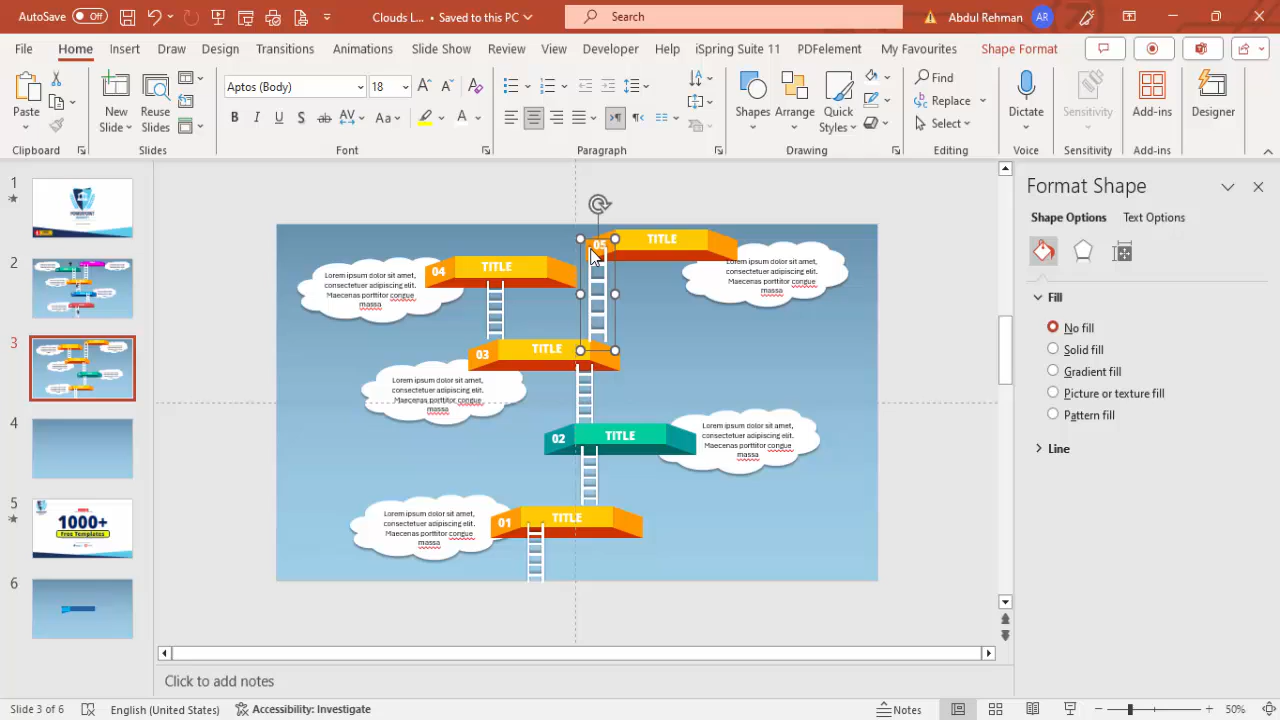 AutoSave Off Clouds L... • Saved to this PC Search Abdul Rehman AR
File Home Insert Draw Design Transitions Animations Slide Show Review View Developer Help iSpring Suite 11 PDFelement My Favourites Shape Format
Aptos (Body) 18
Paste New Slide Reuse Slides Shapes Arrange Quick Styles Find Replace Select Dictate Sensitivity Add-ins Designer
Clipboard Slides Font Paragraph Drawing Editing Voice Sensitivity Add-ins
1
2
3
4
5
1000+
Free Templates
6
05 TITLE
Lorem ipsum dolor sit amet,
consectetuer adipiscing elit.
Maecenas porttitor congue
massa
04 TITLE
Lorem ipsum dolor sit amet,
consectetuer adipiscing elit.
Maecenas porttitor congue
massa
03 TITLE
Lorem ipsum dolor sit amet,
consectetuer adipiscing elit.
Maecenas porttitor congue
massa
02 TITLE
Lorem ipsum dolor sit amet,
consectetuer adipiscing elit.
Maecenas porttitor congue
massa
01 TITLE
Lorem ipsum dolor sit amet,
consectetuer adipiscing elit.
Maecenas porttitor congue
massa
Format Shape
Shape Options Text Options
Fill
No fill
Solid fill
Gradient fill
Picture or texture fill
Pattern fill
Line
Click to add notes
Slide 3 of 6 English (United States) Accessibility: Investigate Notes 50%